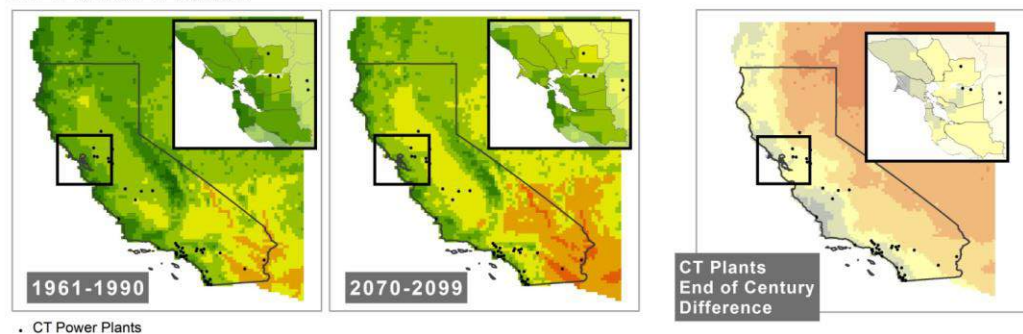 1961-1990
2070-2099
CT Plants
End of Century
Difference
. CT Power Plants